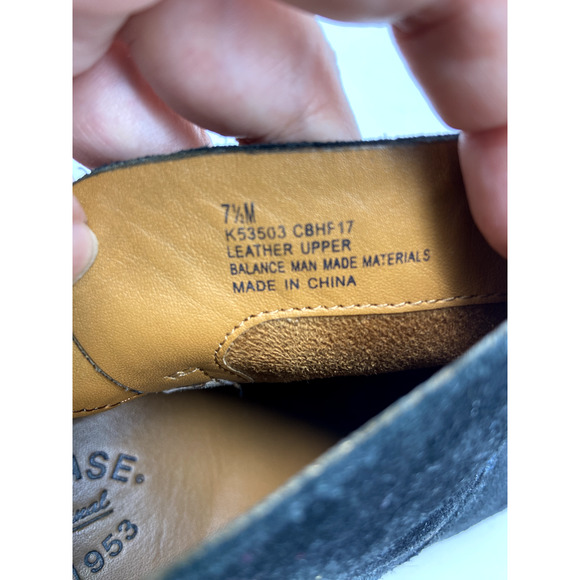 7½M
K53503 CBHF17
LEATHER UPPER
BALANCE MAN MADE MATERIALS
MADE IN CHINA
ASE.
1953